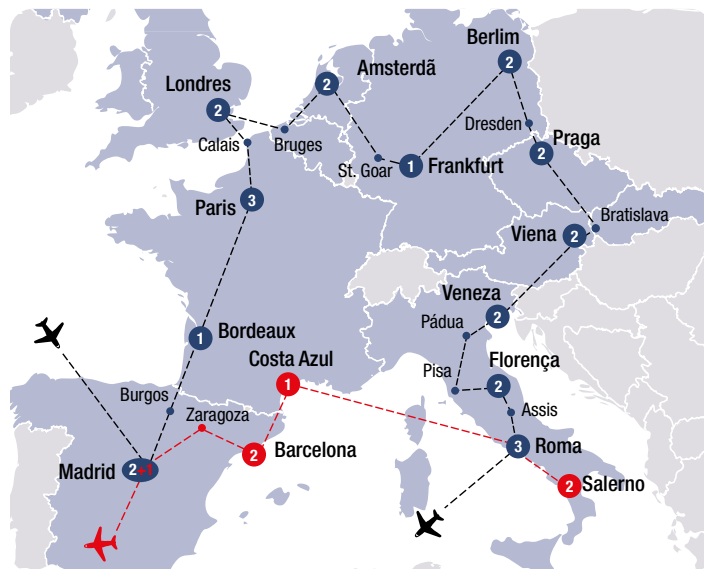 Berlim
2
Londres
Amsterdã
2
2
Calais
Bruges
Dresden
Praga
2
St. Goar
1
Frankfurt
Paris
3
Viena
2
Bratislava
Veneza
2
Pádua
Bordeaux
1
Costa Azul
1
Pisa
Florença
2
Burgos
Zaragoza
Assis
Madrid
2+1
Barcelona
2
Roma
3
Salerno
2